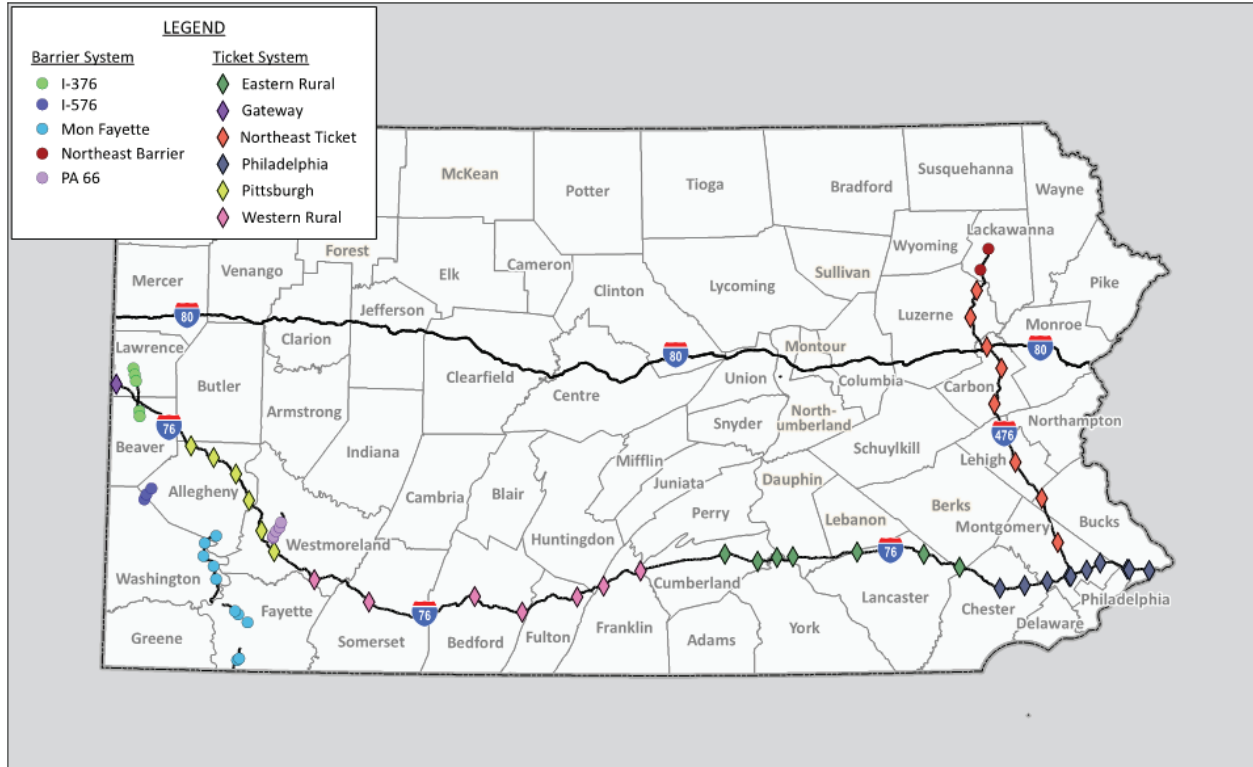 LEGEND
Barrier System
I-376
I-576
Mon Fayette
Northeast Barrier
PA 66
Ticket System
Eastern Rural
Gateway
Northeast Ticket
Philadelphia
Pittsburgh
Western Rural
McKean
Potter
Tioga
Bradford
Susquehanna
Wayne
Forest
Wyoming
Lackawanna
Mercer
Venango
Elk
Cameron
Clinton
Lycoming
Sullivan
Pike
Jefferson
Luzerne
80
Clarion
Monroe
Lawrence
80
Montour
80
Butler
Clearfield
Centre
Union
Columbia
Carbon
Armstrong
North-
umberland
Northampton
76
Snyder
476
Beaver
Indiana
Mifflin
Schuylkill
Lehigh
Allegheny
Cambria
Blair
Juniata
Dauphin
Berks
Perry
Lebanon
Montgomery
Bucks
Westmoreland
Huntingdon
76
Washington
Cumberland
Lancaster
Philadelphia
Fayette
76
Chester
Delaware
Greene
Somerset
Bedford
Fulton
Franklin
Adams
York